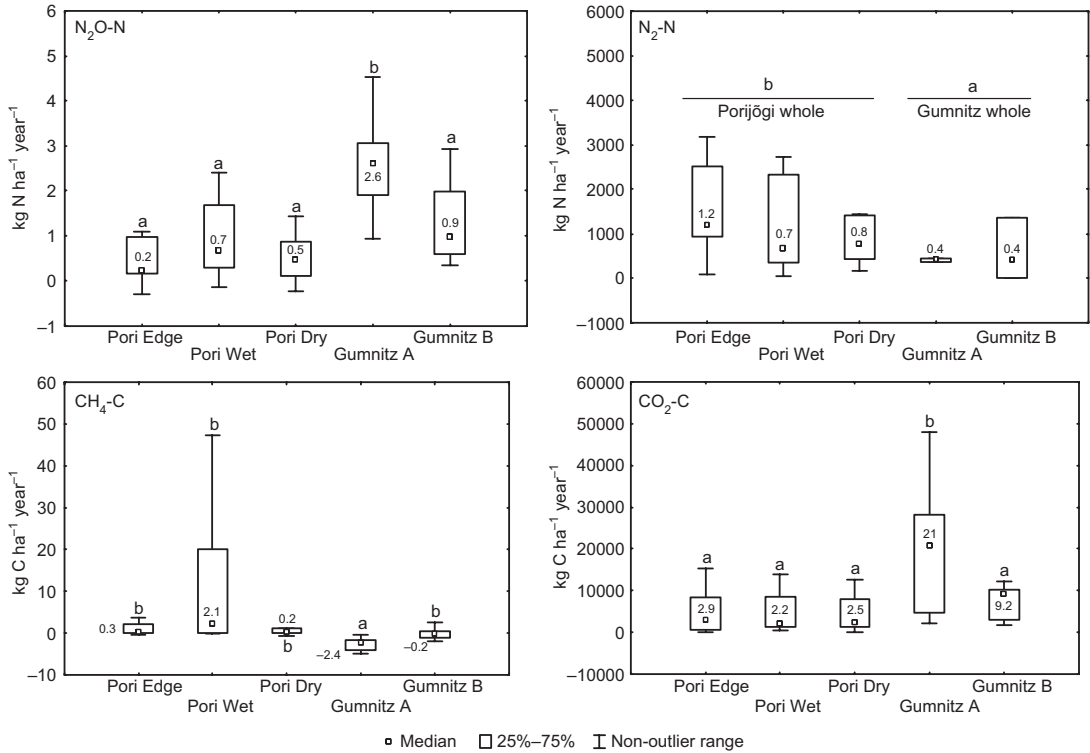 N₂O-N
kg N ha⁻¹ year⁻¹
6
5
4
3
2
1
0
–1
a
a
a
b
a
0.2
0.7
0.5
2.6
0.9
Pori Edge
Pori Wet
Pori Dry
Gumnitz A
Gumnitz B
N₂-N
kg N ha⁻¹ year⁻¹
6000
5000
4000
3000
2000
1000
0
–1000
b
Porijõgi whole
a
Gumnitz whole
1.2
0.7
0.8
0.4
0.4
Pori Edge
Pori Wet
Pori Dry
Gumnitz A
Gumnitz B
CH₄-C
kg C ha⁻¹ year⁻¹
60
50
40
30
20
10
0
–10
b
b
b
a
b
0.3
2.1
0.2
–2.4
–0.2
Pori Edge
Pori Wet
Pori Dry
Gumnitz A
Gumnitz B
CO₂-C
kg C ha⁻¹ year⁻¹
60000
50000
40000
30000
20000
10000
0
–10000
a
a
a
b
a
2.9
2.2
2.5
21
9.2
Pori Edge
Pori Wet
Pori Dry
Gumnitz A
Gumnitz B
Median 25%–75% Non-outlier range